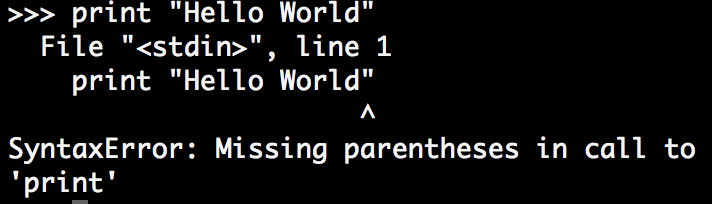 >>> print "Hello World"
  File "<stdin>", line 1
    print "Hello World"
                      ^
SyntaxError: Missing parentheses in call to
'print'